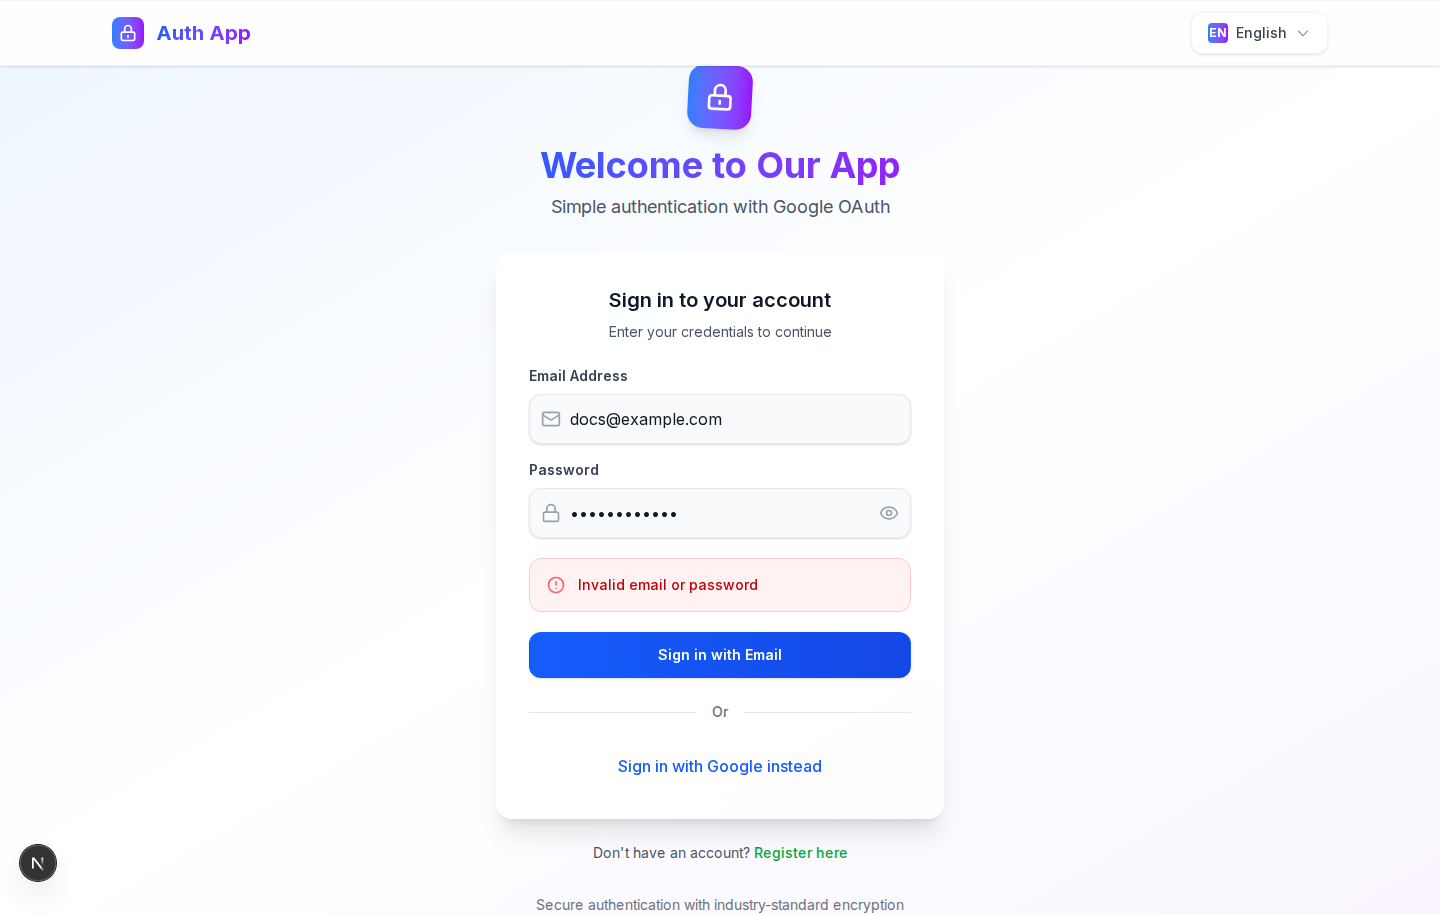 Auth App
EN English
Welcome to Our App
Simple authentication with Google OAuth
Sign in to your account
Enter your credentials to continue
Email Address
docs@example.com
Password
••••••••••••
Invalid email or password
Sign in with Email
Or
Sign in with Google instead
Don't have an account? Register here
N
Secure authentication with industry-standard encryption